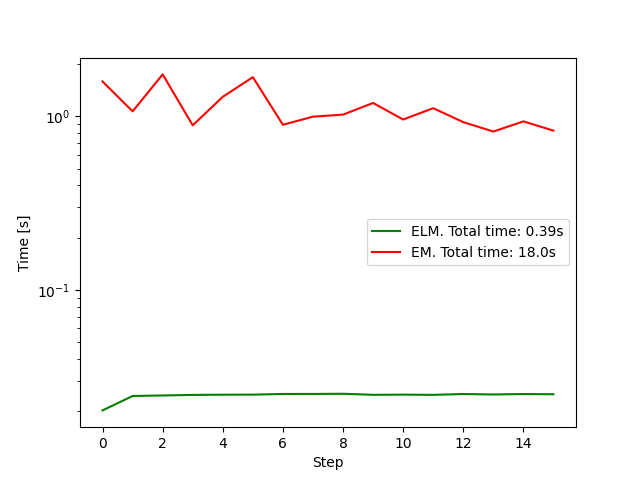 Time [s]
10⁰
10⁻¹
ELM. Total time: 0.39s
EM. Total time: 18.0s
0 2 4 6 8 10 12 14
Step